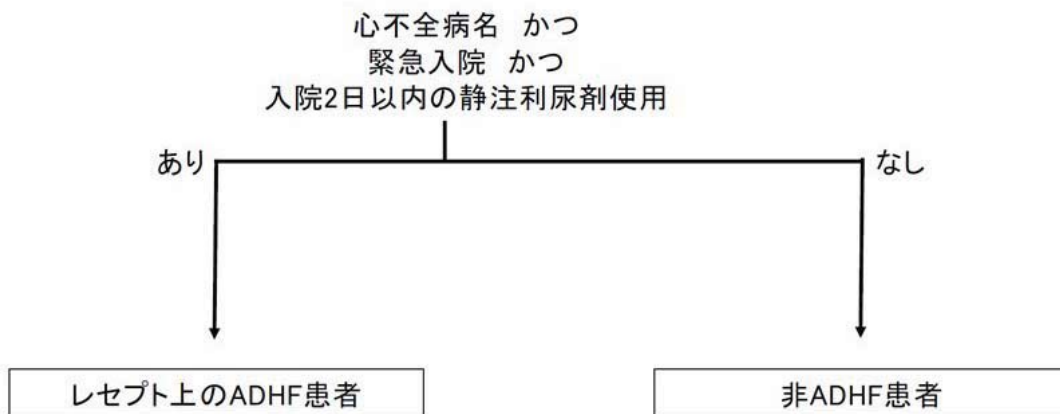 心不全病名　かつ
緊急入院　かつ
入院2日以内の静注利尿剤使用
あり
なし
レセプト上のADHF患者
非ADHF患者